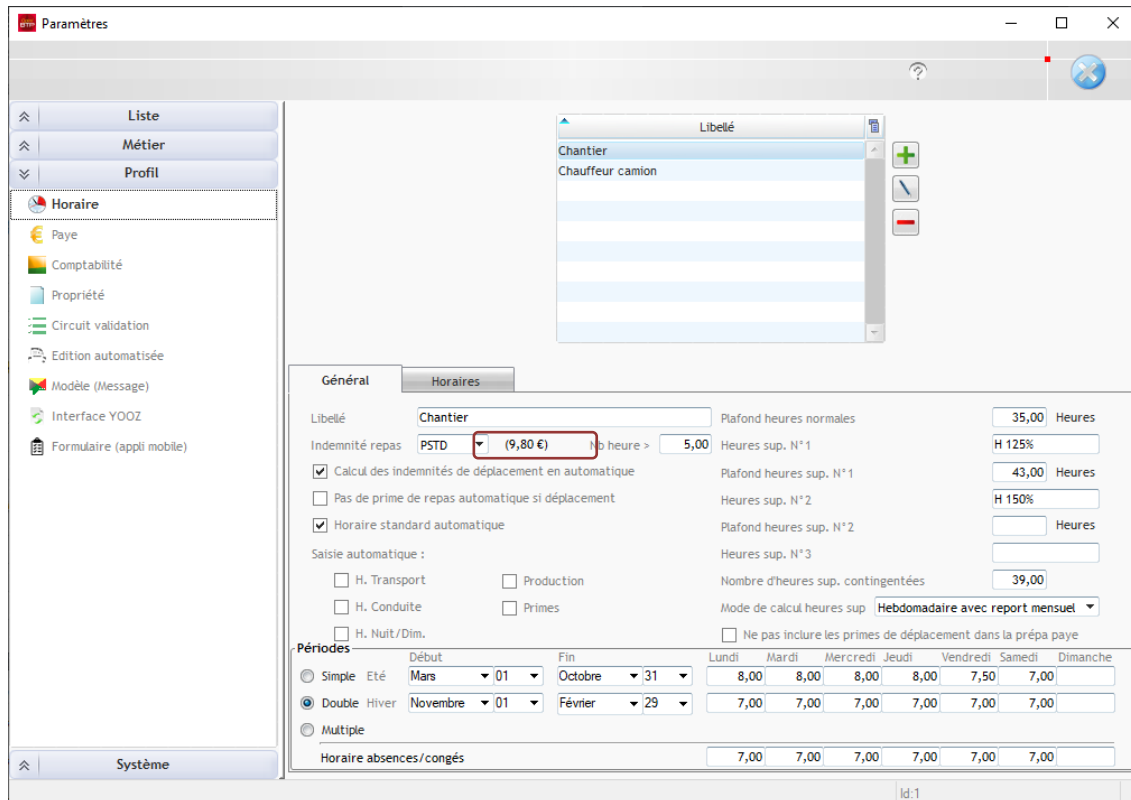 Paramètres
Liste
Métier
Profil
Horaire
Paye
Comptabilité
Propriété
Circuit validation
Edition automatisée
Modèle (Message)
Interface YOOZ
Formulaire (appli mobile)
Système
Libellé
Chantier
Chauffeur camion
Général Horaires
Libellé Chantier Plafond heures normales 35,00 Heures
Indemnité repas PSTD (9,80 €) Nb heure > 5,00 Heures sup. N°1 H 125%
Calcul des indemnités de déplacement en automatique Plafond heures sup. N°1 43,00 Heures
Pas de prime de repas automatique si déplacement Heures sup. N°2 H 150%
Horaire standard automatique Plafond heures sup. N°2 Heures
Saisie automatique : Heures sup. N°3
H. Transport Production Nombre d'heures sup. contingentées 39,00
H. Conduite Primes Mode de calcul heures sup Hebdomadaire avec report mensuel
H. Nuit/Dim. Ne pas inclure les primes de déplacement dans la prépa paye
Périodes
Début Fin Lundi Mardi Mercredi Jeudi Vendredi Samedi Dimanche
Simple Eté Mars 01 Octobre 31 8,00 8,00 8,00 8,00 7,50 7,00
Double Hiver Novembre 01 Février 29 7,00 7,00 7,00 7,00 7,00 7,00
Multiple
Horaire absences/congés 7,00 7,00 7,00 7,00 7,00 7,00
Id:1